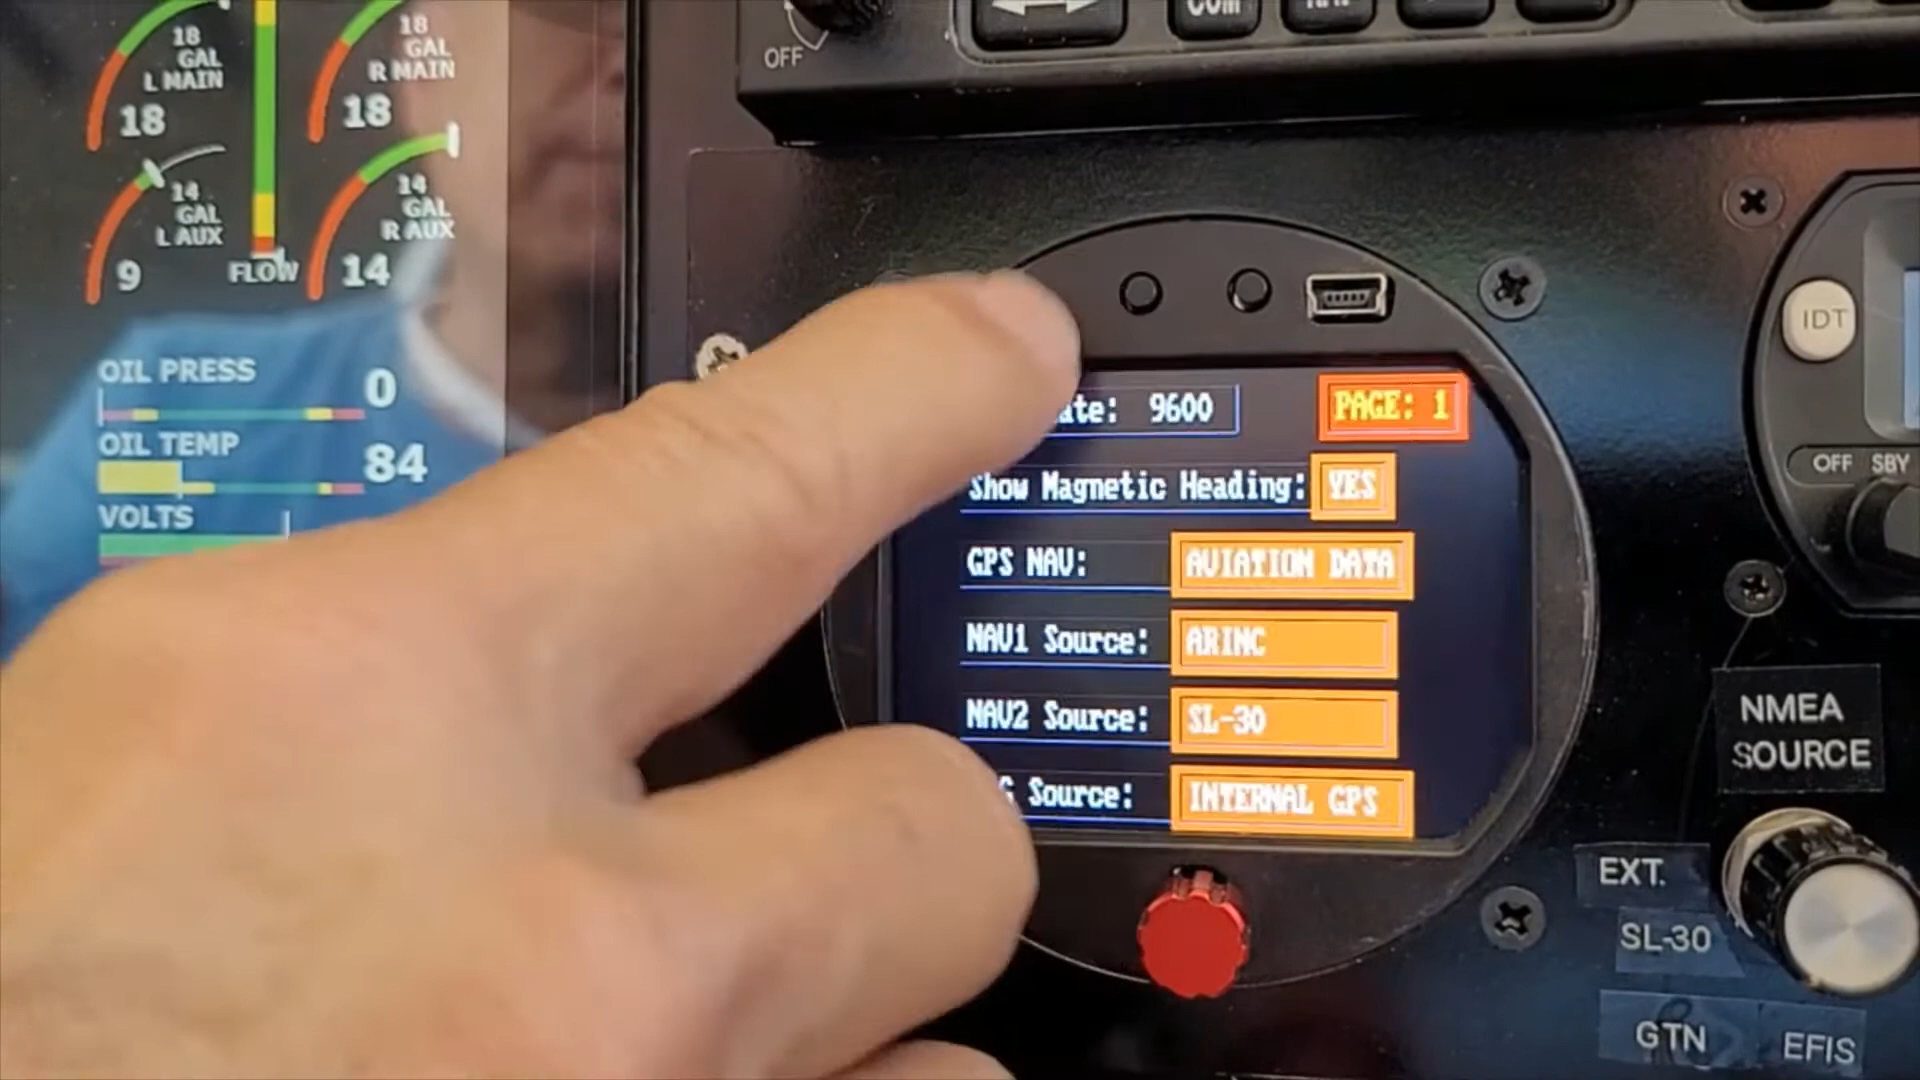 18
GAL
L MAIN
18
18
GAL
R MAIN
18
14
GAL
L AUX
9
FLOW
14
GAL
R AUX
14
OIL PRESS
0
OIL TEMP
84
VOLTS
OFF
COM
ate: 9600
PAGE: 1
Show Magnetic Heading: YES
GPS NAV: AVIATION DATA
NAV1 Source: ARINC
NAV2 Source: SL-30
G Source: INTERNAL GPS
IDT
OFF SBY
NMEA
SOURCE
EXT.
SL-30
GTN
EFIS